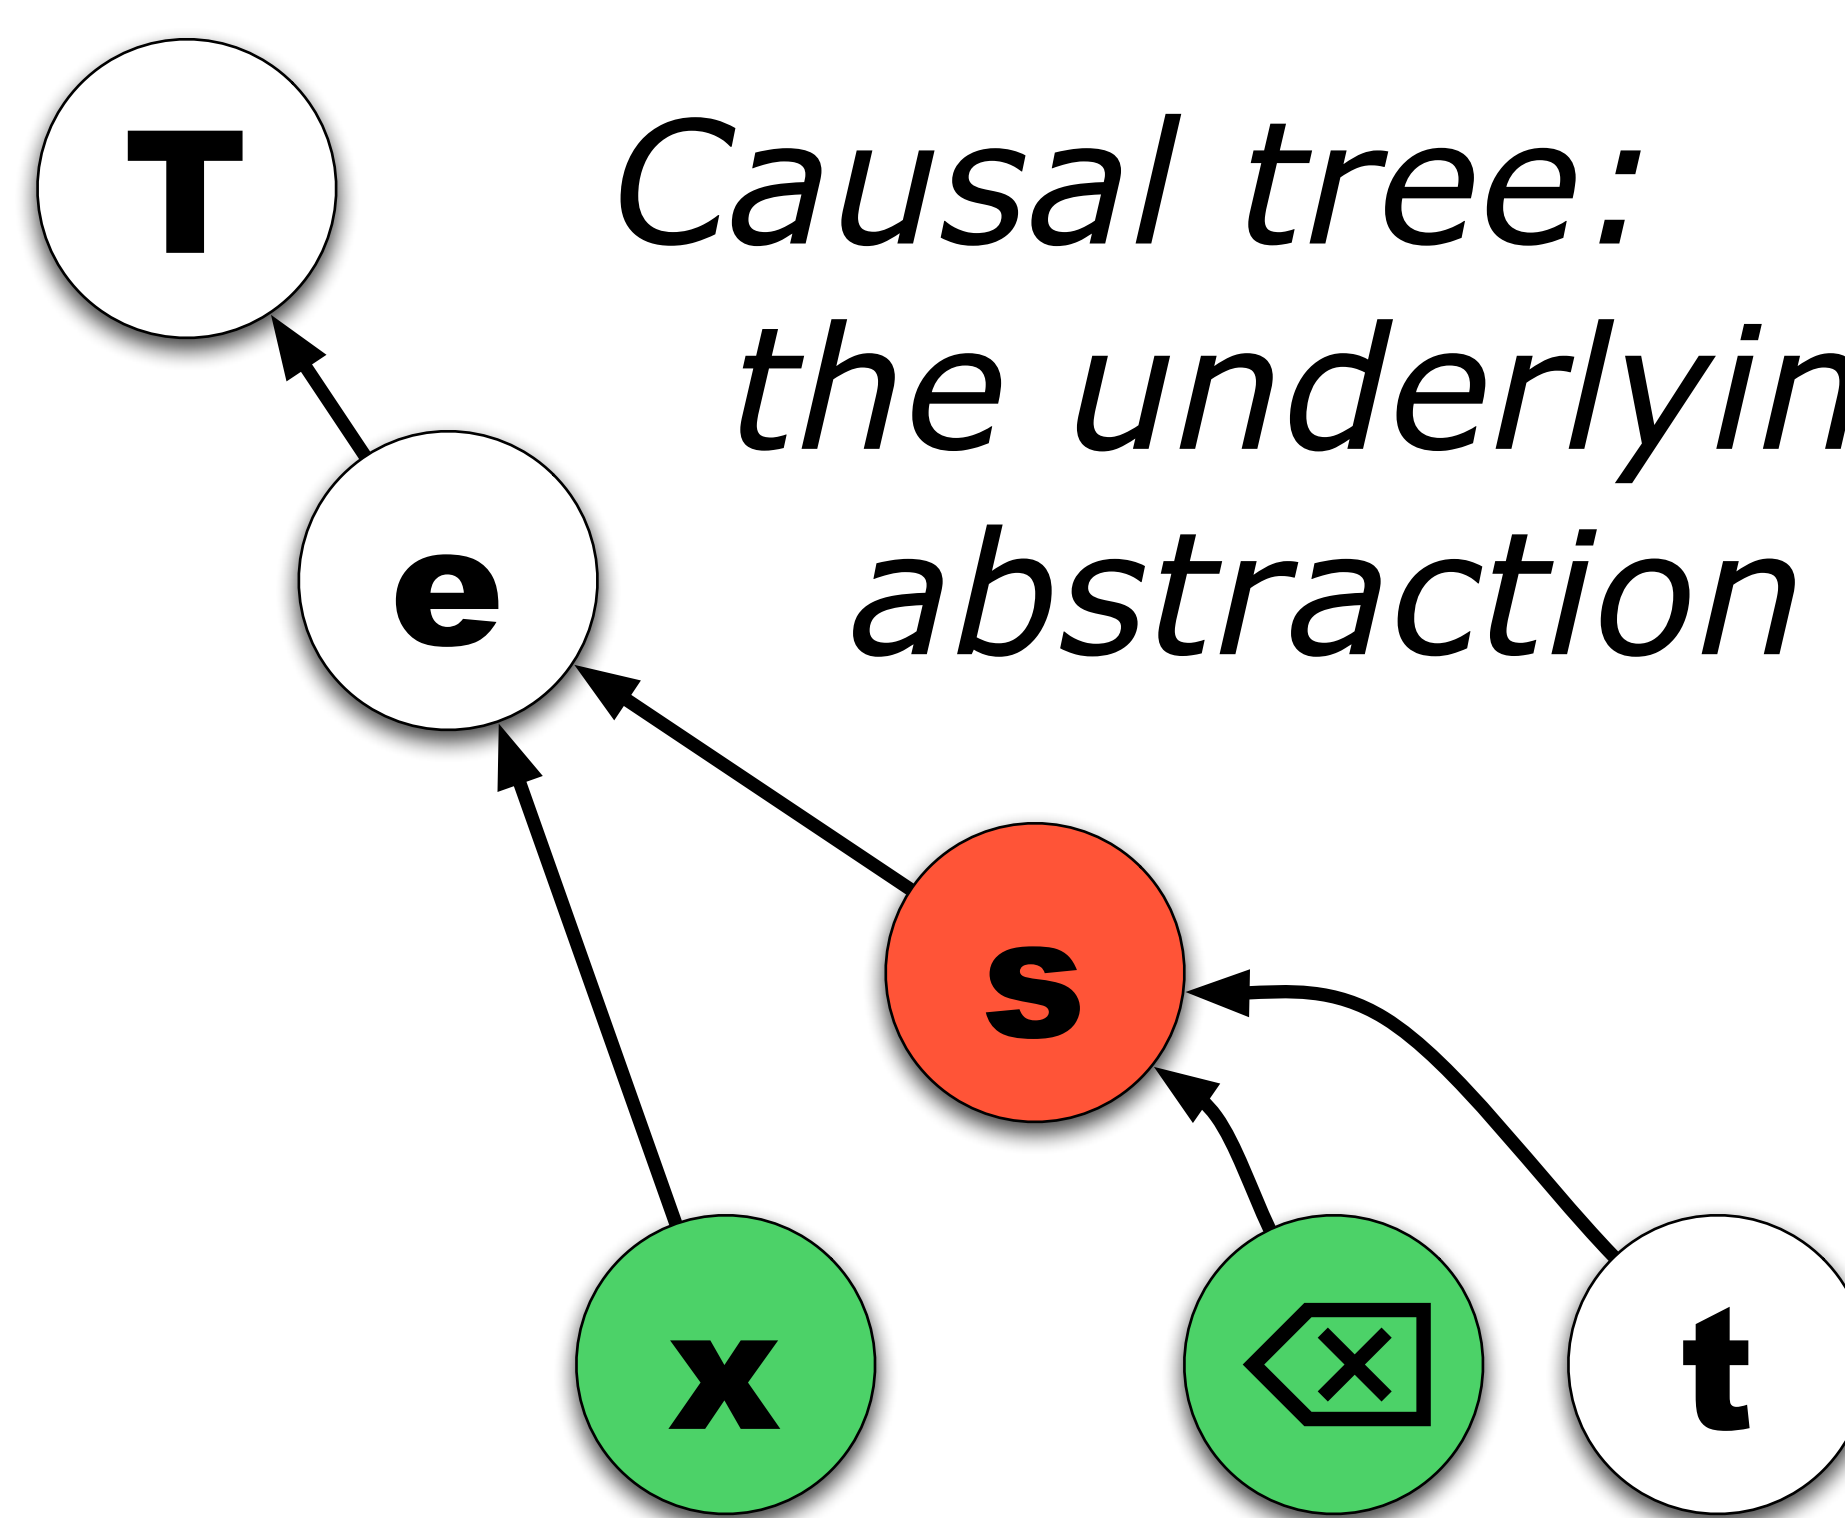 T
Causal tree:
the underlyin
e
abstraction
s
x
⌫
t